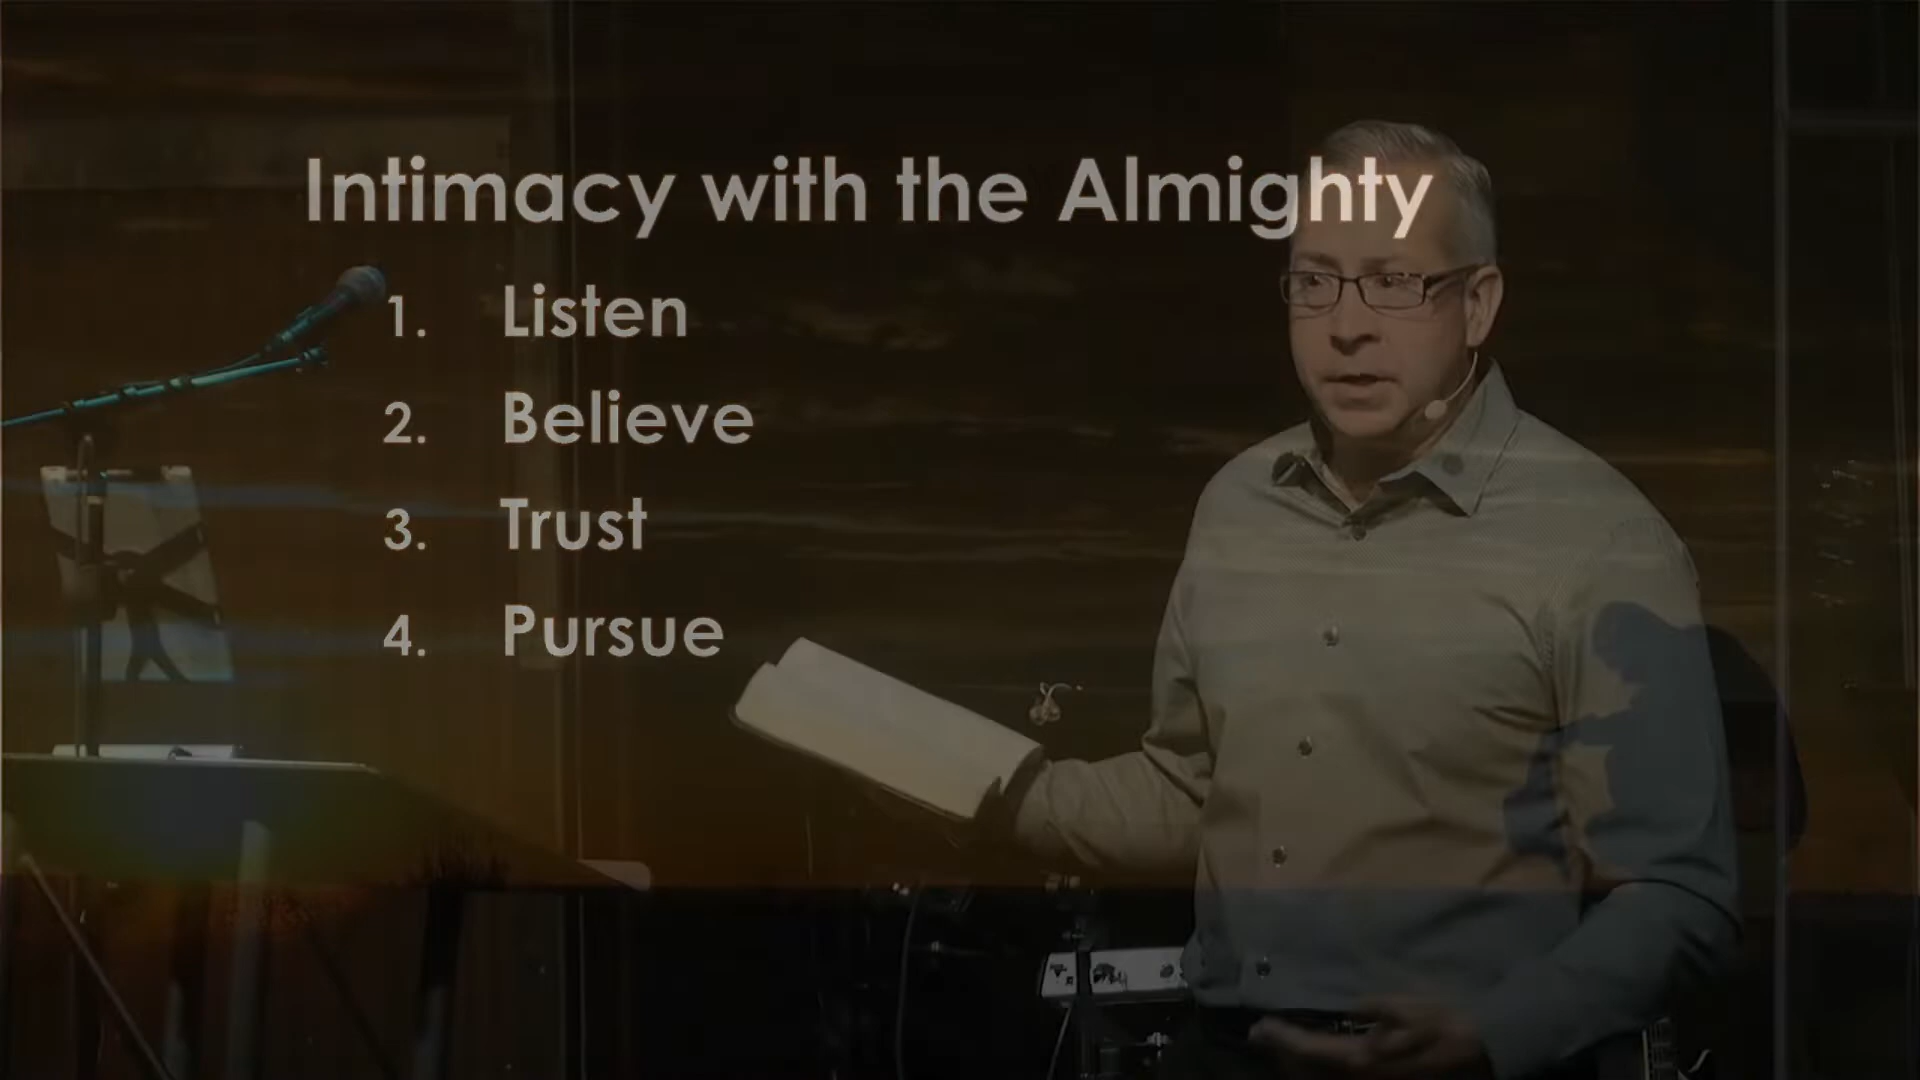 Intimacy with the Almighty
1. Listen
2. Believe
3. Trust
4. Pursue